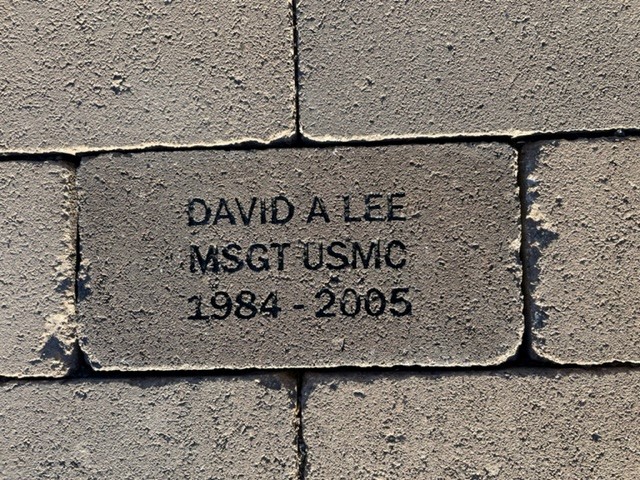 DAVID A LEE
MSGT USMC
1984 - 2005